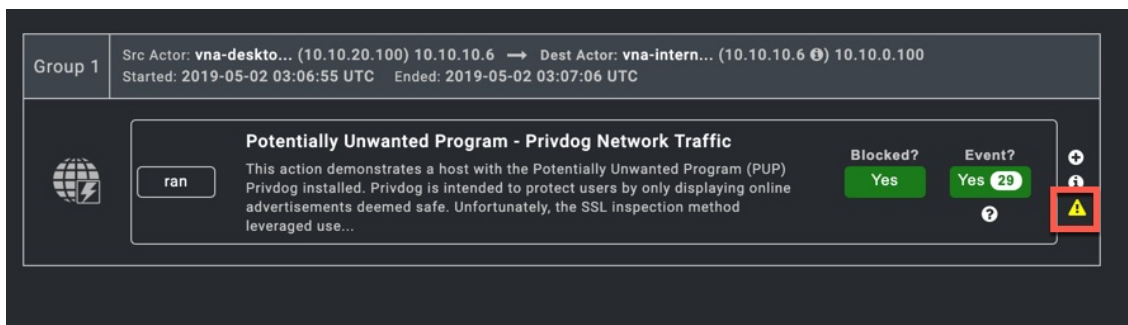 Group 1
Src Actor: vna-deskto... (10.10.20.100) 10.10.10.6 → Dest Actor: vna-intern... (10.10.10.6 ) 10.10.0.100
Started: 2019-05-02 03:06:55 UTC Ended: 2019-05-02 03:07:06 UTC
ran
Potentially Unwanted Program - Privdog Network Traffic
This action demonstrates a host with the Potentially Unwanted Program (PUP)
Privdog installed. Privdog is intended to protect users by only displaying online
advertisements deemed safe. Unfortunately, the SSL inspection method
leveraged use...
Blocked?
Yes
Event?
Yes 29